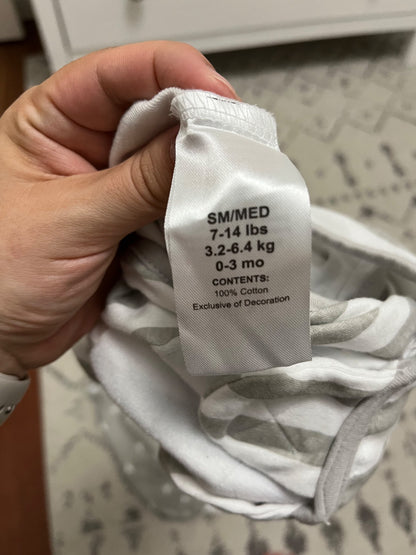 SM/MED
7-14 lbs
3.2-6.4 kg
0-3 mo
CONTENTS:
100% Cotton
Exclusive of Decoration